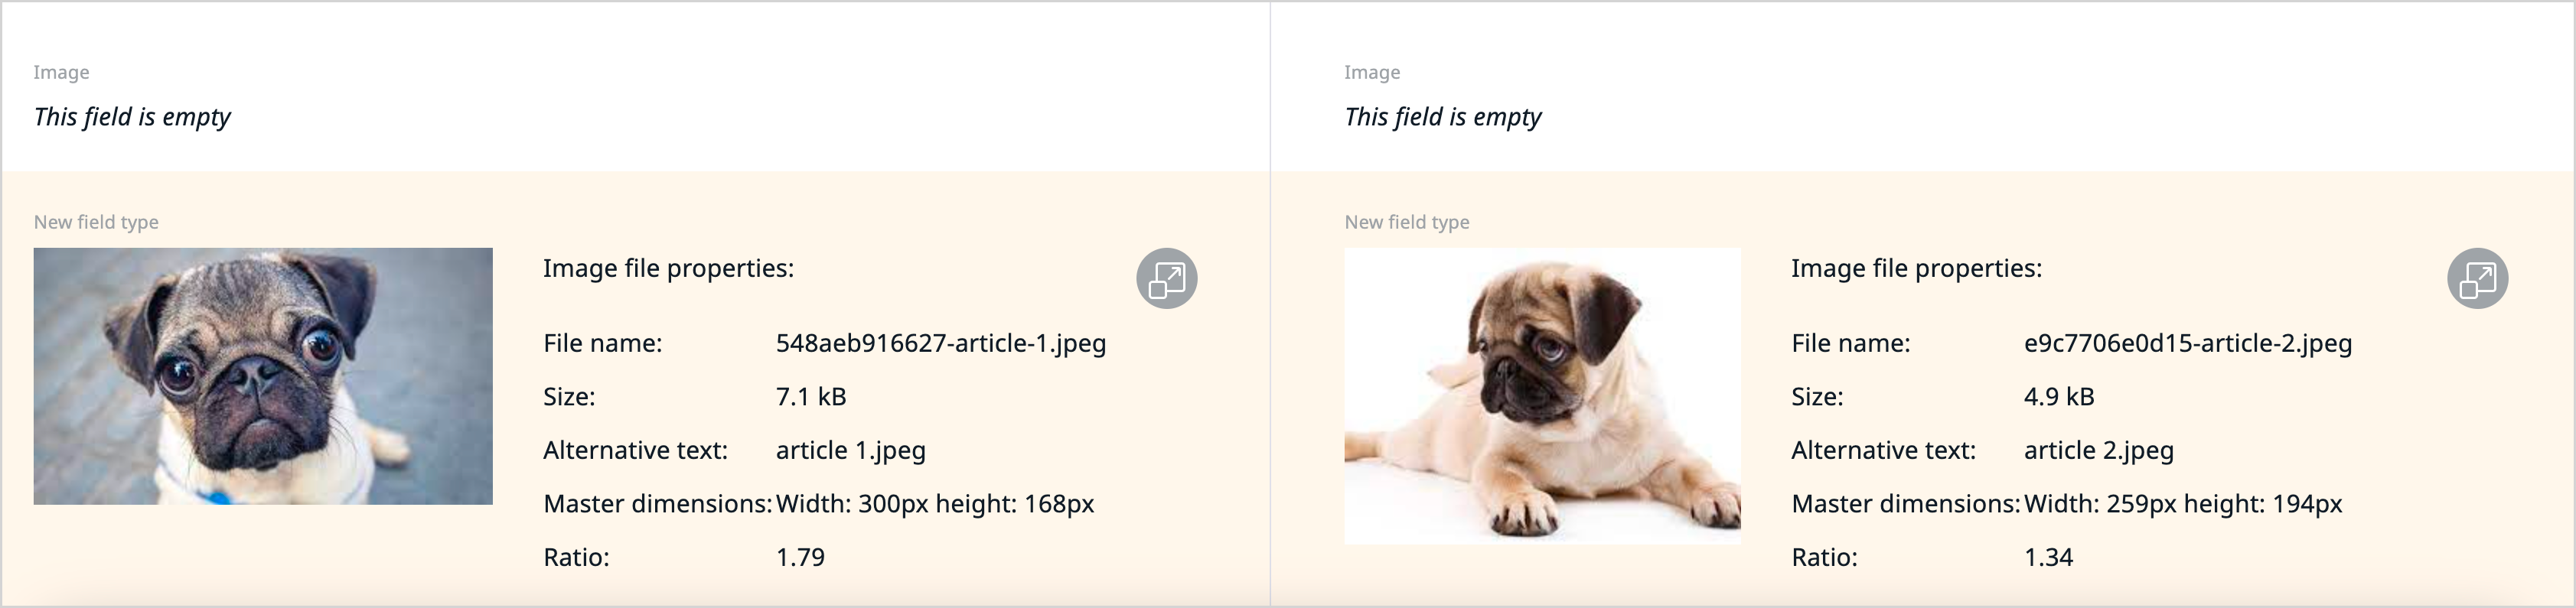 Image
This field is empty
New field type
Image file properties:
File name: 548aeb916627-article-1.jpeg
Size: 7.1 kB
Alternative text: article 1.jpeg
Master dimensions: Width: 300px height: 168px
Ratio: 1.79
Image
This field is empty
New field type
Image file properties:
File name: e9c7706e0d15-article-2.jpeg
Size: 4.9 kB
Alternative text: article 2.jpeg
Master dimensions: Width: 259px height: 194px
Ratio: 1.34